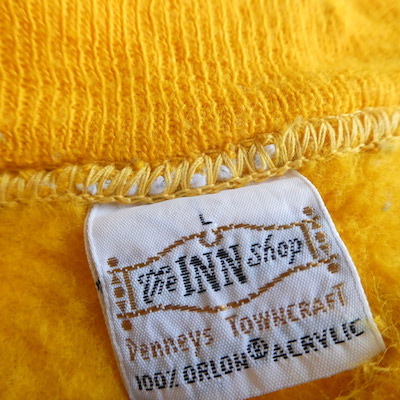 L
The INN Shop
Penneys TOWNCRAFT
100% ORLON® ACRYLIC